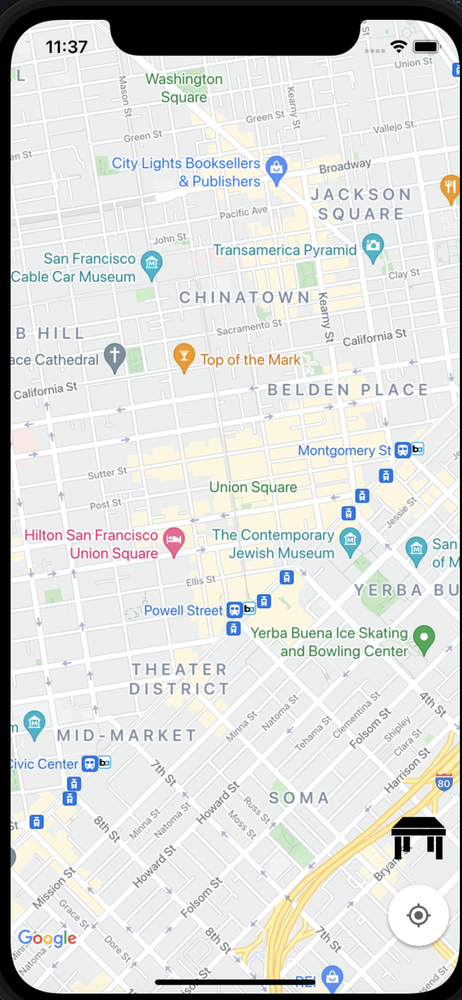 11:37
Union St
Washington
Square
Mason St
Kearny St
Green St
Green St
Vallejo St.
City Lights Booksellers
& Publishers
Broadway
JACKSON
SQUARE
Pacific Ave
John St
San Francisco
Cable Car Museum
Transamerica Pyramid
Clay St
CHINATOWN
Kearny St
Sacramento St
California St
B HILL
ace Cathedral
Top of the Mark
California St
BELDEN PLACE
Montgomery St
Sutter St
Union Square
Post St
Jessie St
Hilton San Francisco
Union Square
The Contemporary
Jewish Museum
San
of M
Ellis St
YERBA BU
Powell Street
Yerba Buena Ice Skating
and Bowling Center
THEATER
DISTRICT
4th St
Minna St
Natoma St
Tehama St
Clementina St
Folsom St
Shipley
Clara St
MID-MARKET
Civic Center
7th St
Harrison St
80
Howard St
SOMA
Russ St
Moss St
Minna St
Natoma St
8th St
Howard St
Bryan
Mission St
Folsom St
Grace St
Google
Dore St
8th St
7th St
Natoma
REI